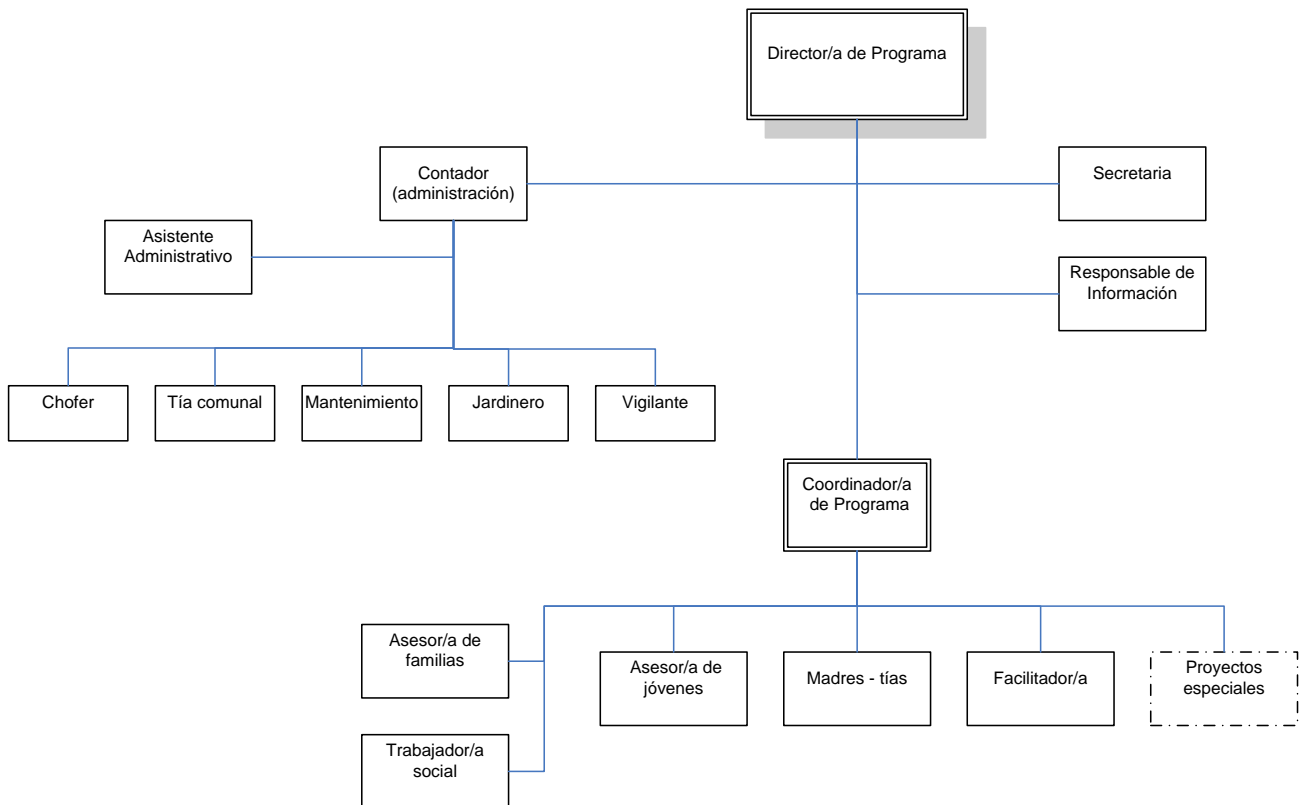 Director/a de Programa
Contador
(administración)
Secretaria
Asistente
Administrativo
Responsable de
Información
Chofer
Tía comunal
Mantenimiento
Jardinero
Vigilante
Coordinador/a
de Programa
Asesor/a de
familias
Asesor/a de
jóvenes
Madres - tías
Facilitador/a
Proyectos
especiales
Trabajador/a
social